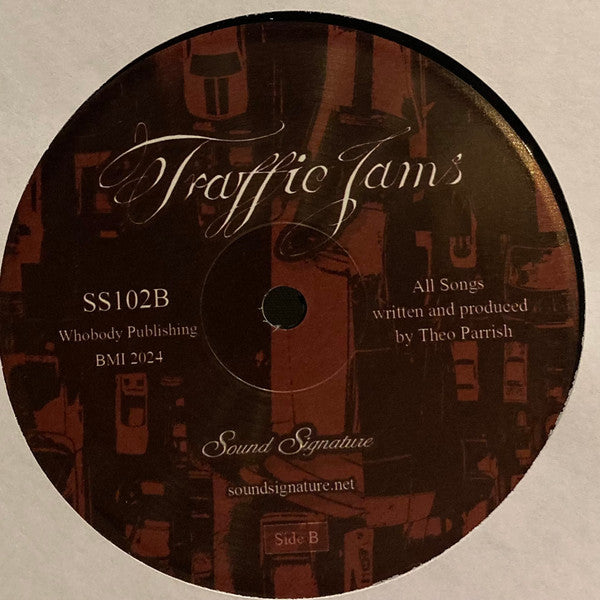 Traffic Jams
SS102B
Whobody Publishing
BMI 2024
All Songs
written and produced
by Theo Parrish
Sound Signature
soundsignature.net
Side B